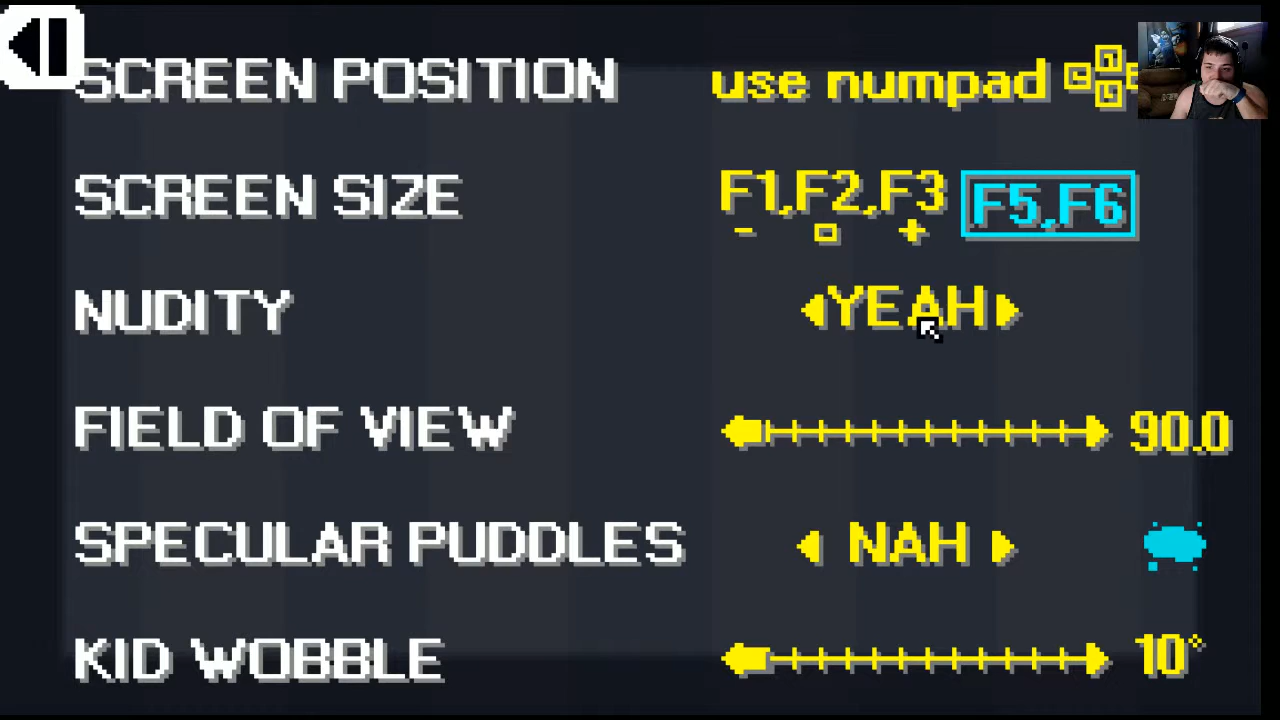 SCREEN POSITION use numpad
SCREEN SIZE F1,F2,F3 F5,F6
NUDITY YEAH
FIELD OF VIEW 90.0
SPECULAR PUDDLES NAH
KID WOBBLE 10°